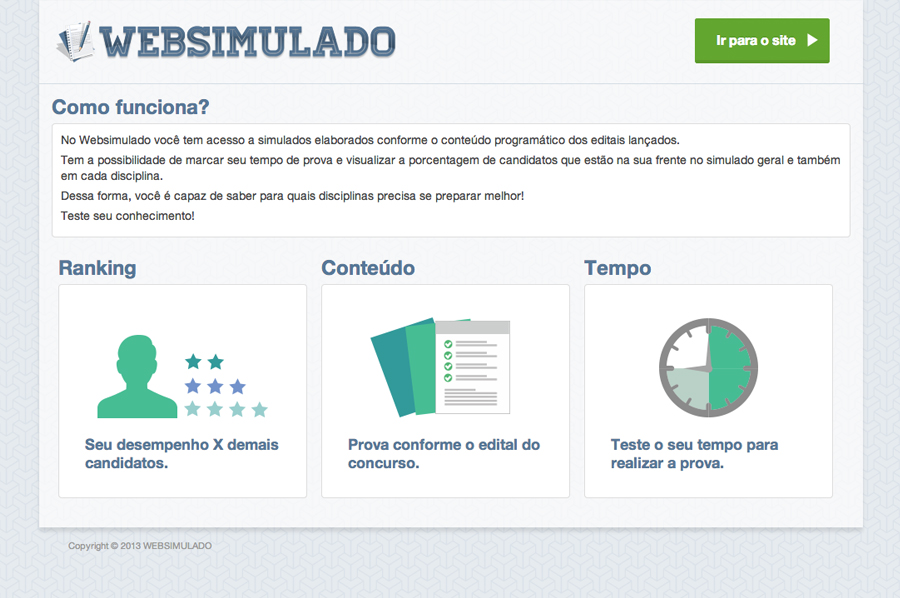 WEBSIMULADO
Ir para o site
Como funciona?
No Websimulado você tem acesso a simulados elaborados conforme o conteúdo programático dos editais lançados.
Tem a possibilidade de marcar seu tempo de prova e visualizar a porcentagem de candidatos que estão na sua frente no simulado geral e também
em cada disciplina.
Dessa forma, você é capaz de saber para quais disciplinas precisa se preparar melhor!
Teste seu conhecimento!
Ranking
Conteúdo
Tempo
Seu desempenho X demais
candidatos.
Prova conforme o edital do
concurso.
Teste o seu tempo para
realizar a prova.
Copyright © 2013 WEBSIMULADO